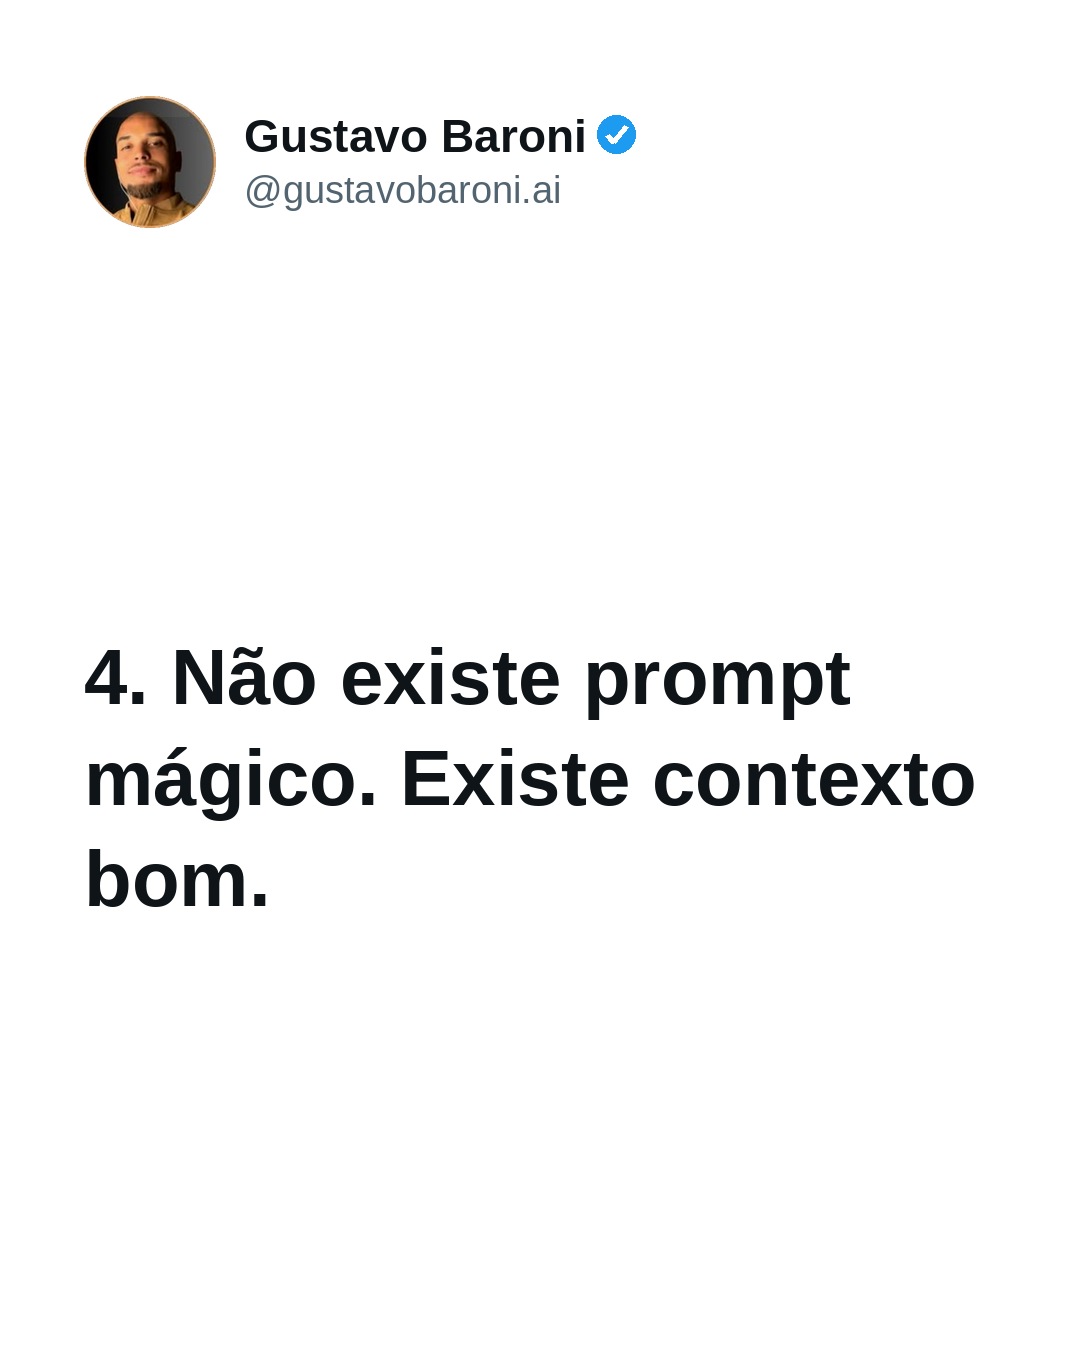 Gustavo Baroni
@gustavobaroni.ai
4. Não existe prompt
mágico. Existe contexto
bom.